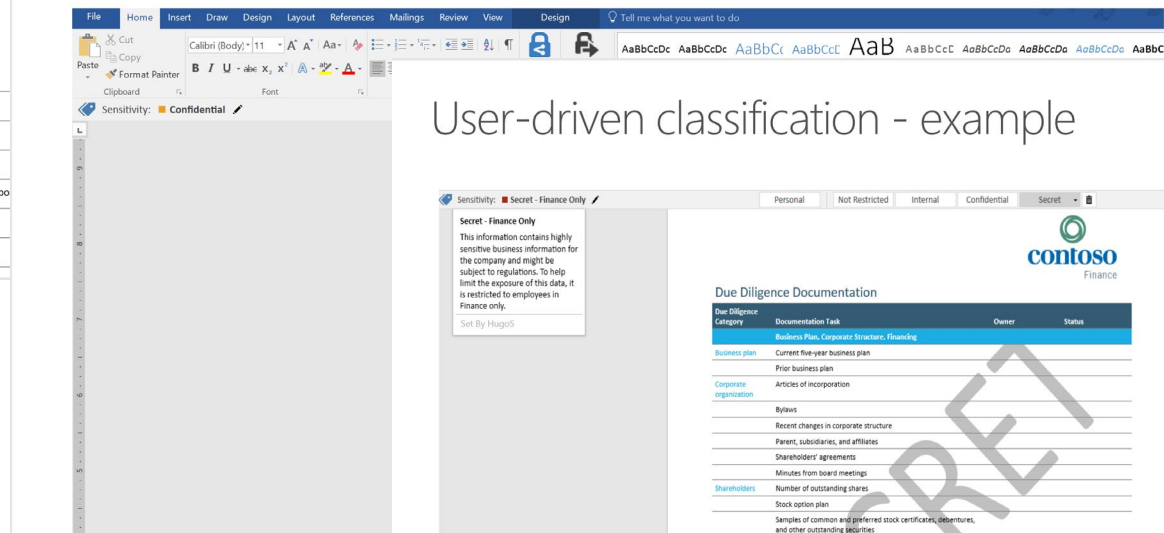 File Home Insert Draw Design Layout References Mailings Review View Design Tell me what you want to do
Cut
Copy
Paste
Format Painter
Calibri (Body) 11 A A Aa
B I U abc x₂ x² A aby A
AaBbCcDc AaBbCcDc AaBbCc AaBbCcE AaB AaBbCcE AaBbCcDa AaBbCcDa AaBbCcDa AaBbC
Clipboard Font
Sensitivity: Confidential
User-driven classification - example
Sensitivity: Secret - Finance Only Personal Not Restricted Internal Confidential Secret
Secret - Finance Only
This information contains highly
sensitive business information for
the company and might be
subject to regulations. To help
limit the exposure of this data, it
is restricted to employees in
Finance only.
Set By HugoS
contoso
Finance
Due Diligence Documentation
Due Diligence
Category Documentation Task Owner Status
Business Plan, Corporate Structure, Financing
Business plan Current five-year business plan
Prior business plan
Corporate
organization Articles of incorporation
Bylaws
Recent changes in corporate structure
Parent, subsidiaries, and affiliates
Shareholders' agreements
Minutes from board meetings
Shareholders Number of outstanding shares
Stock option plan
Samples of common and preferred stock certificates, debentures,
and other outstanding securities